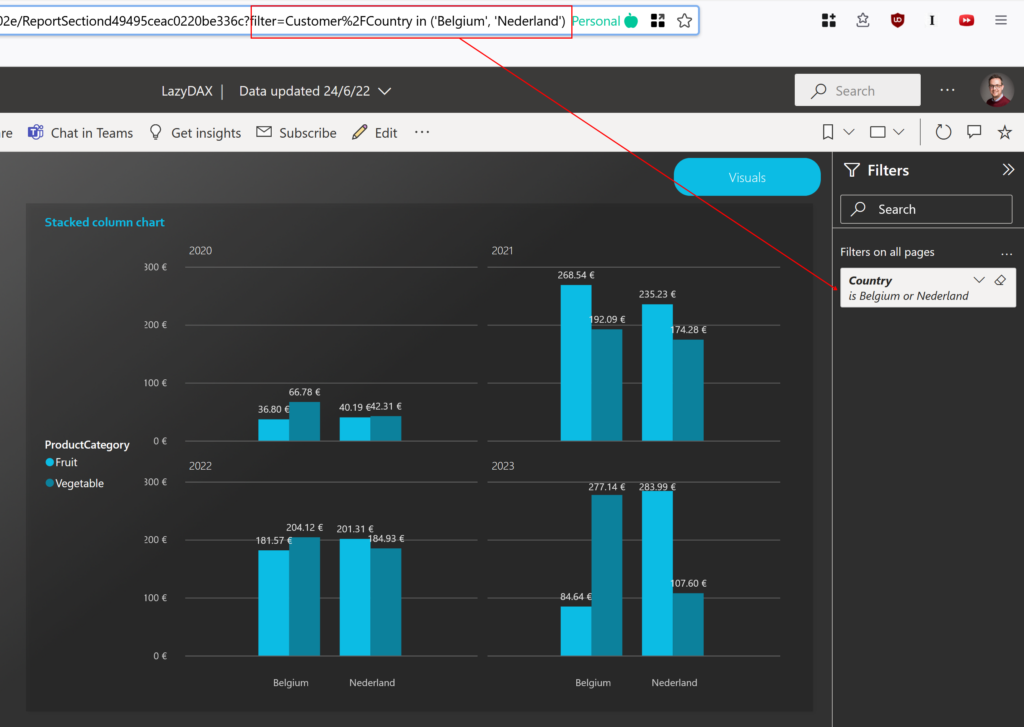 02e/ReportSectiond49495ceac0220be336c?filter=Customer%2FCountry in ('Belgium', 'Nederland') Personal
LazyDAX | Data updated 24/6/22
Search
re Chat in Teams Get insights Subscribe Edit ...
Visuals
Filters
Search
Filters on all pages ...
Country
is Belgium or Nederland
Stacked column chart
2020
300 €
200 €
100 €
0 €
36.80 €
66.78 €
40.19 €
42.31 €
2021
268.54 €
192.09 €
235.23 €
174.28 €
ProductCategory
Fruit
Vegetable
2022
300 €
200 €
100 €
0 €
181.57 €
204.12 €
201.31 €
184.93 €
Belgium Nederland
2023
84.64 €
277.14 €
283.99 €
107.60 €
Belgium Nederland